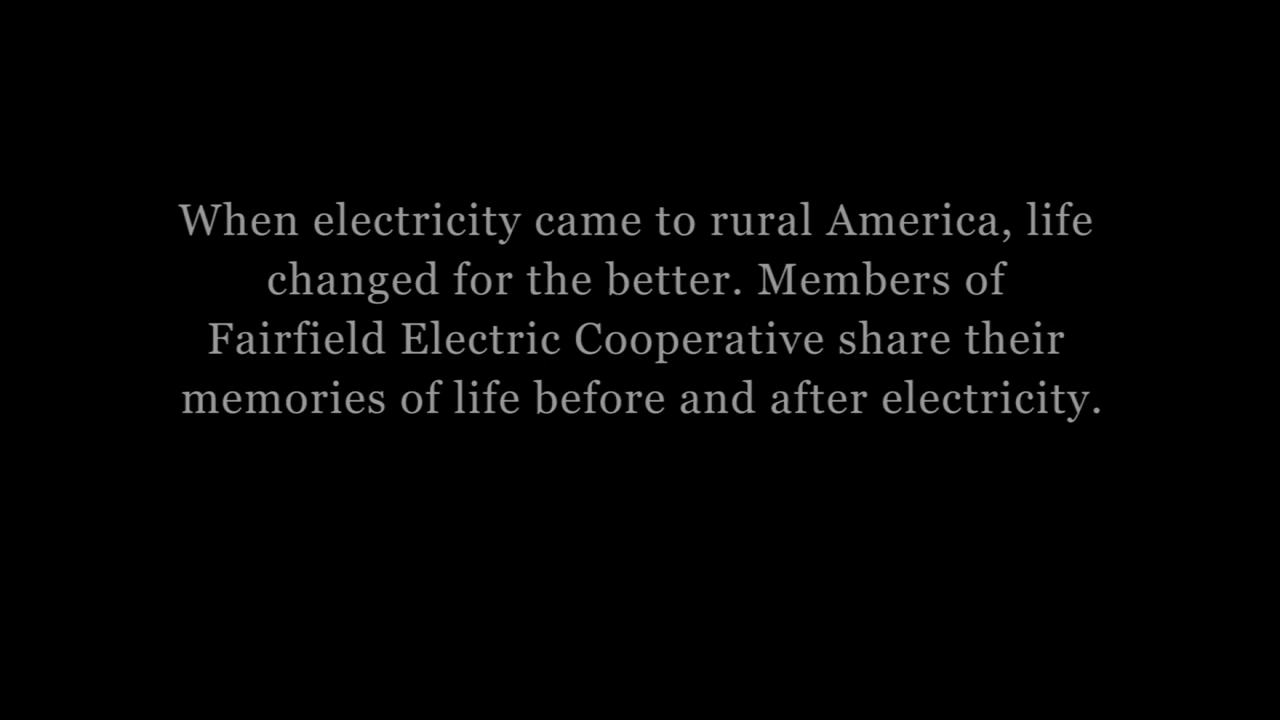 When electricity came to rural America, life
changed for the better. Members of
Fairfield Electric Cooperative share their
memories of life before and after electricity.